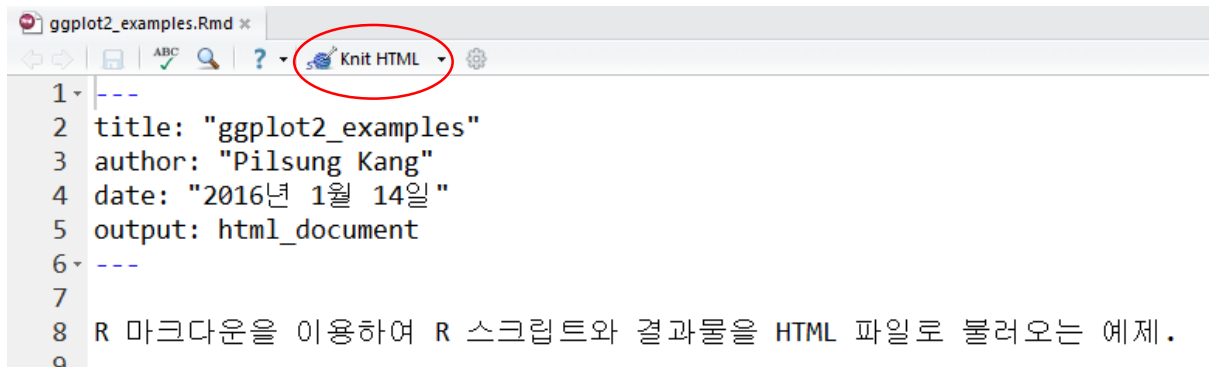 ggplot2_examples.Rmd
ABC ? Knit HTML
1 ---
2 title: "ggplot2_examples"
3 author: "Pilsung Kang"
4 date: "2016년 1월 14일"
5 output: html_document
6 ---
7
8 R 마크다운을 이용하여 R 스크립트와 결과물을 HTML 파일로 불러오는 예제.
9